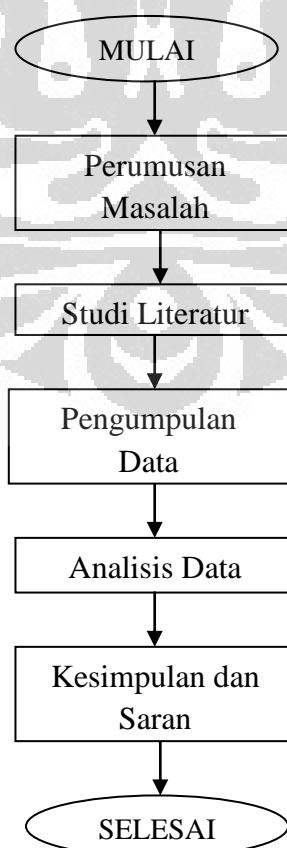 MULAI
Perumusan
Masalah
Studi Literatur
Pengumpulan
Data
Analisis Data
Kesimpulan dan
Saran
SELESAI